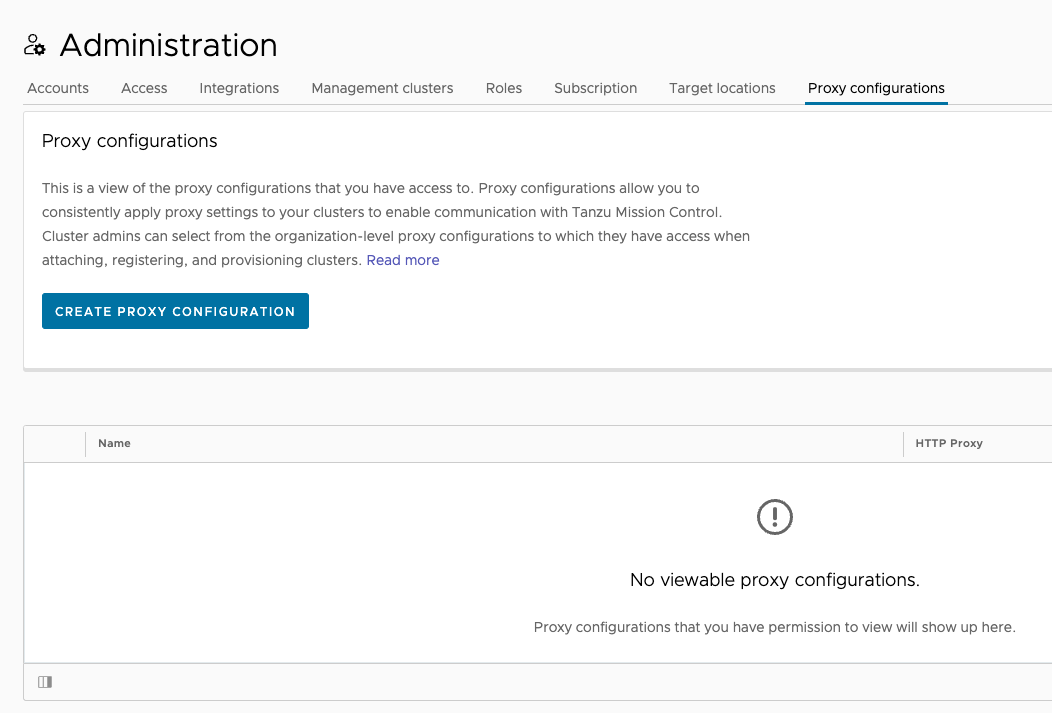 Administration
Accounts Access Integrations Management clusters Roles Subscription Target locations Proxy configurations
Proxy configurations
This is a view of the proxy configurations that you have access to. Proxy configurations allow you to
consistently apply proxy settings to your clusters to enable communication with Tanzu Mission Control.
Cluster admins can select from the organization-level proxy configurations to which they have access when
attaching, registering, and provisioning clusters. Read more
CREATE PROXY CONFIGURATION
Name HTTP Proxy
No viewable proxy configurations.
Proxy configurations that you have permission to view will show up here.